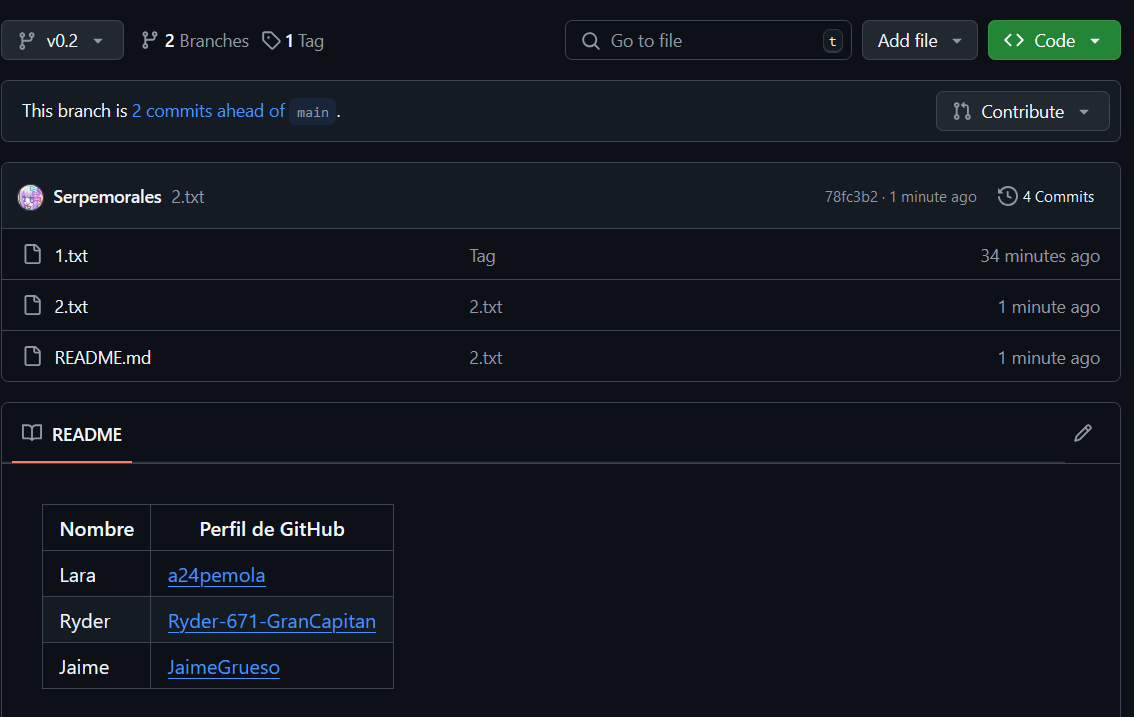 v0.2 2 Branches 1 Tag Go to file t Add file Code
This branch is 2 commits ahead of main . Contribute
Serpemorales 2.txt 78fc3b2 · 1 minute ago 4 Commits
1.txt Tag 34 minutes ago
2.txt 2.txt 1 minute ago
README.md 2.txt 1 minute ago
README
Nombre Perfil de GitHub
Lara a24pemola
Ryder Ryder-671-GranCapitan
Jaime JaimeGrueso